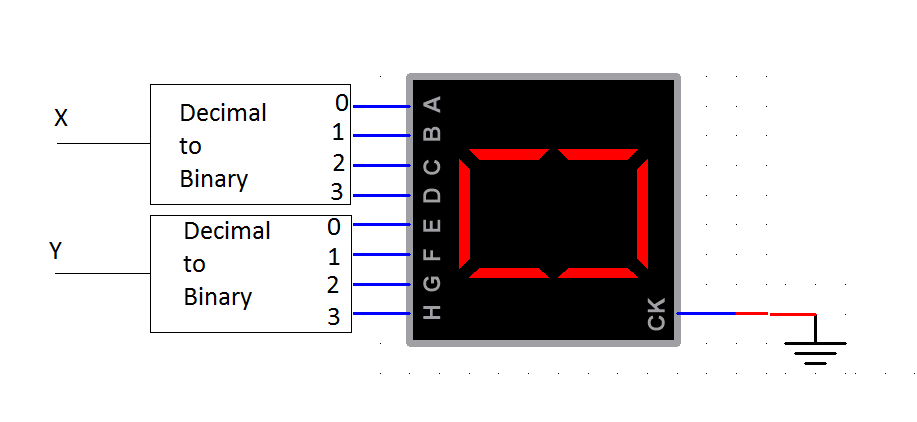 X
Decimal
to
Binary
0
1
2
3
Y
Decimal
to
Binary
0
1
2
3
A
B
C
D
E
F
G
H
CK